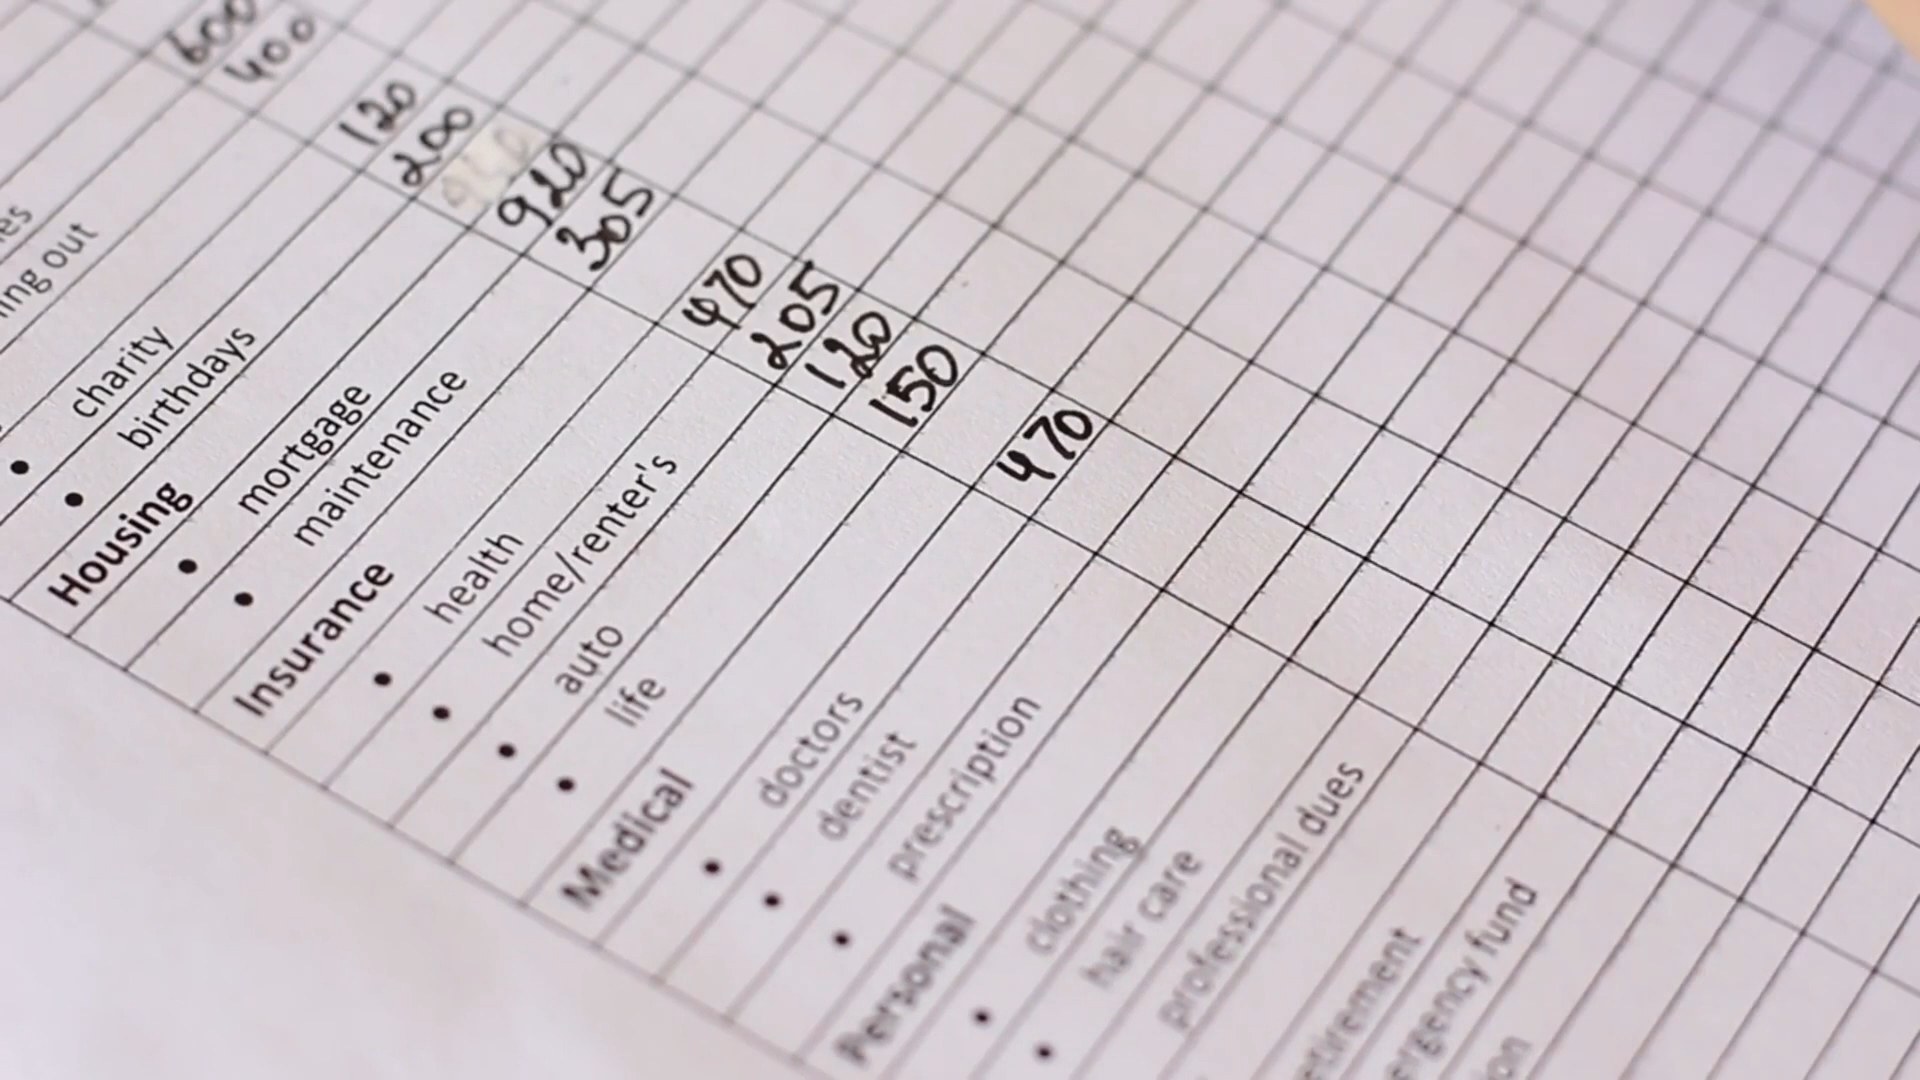 600
out 400
• charity 120
• birthdays 200
Housing
• mortgage 920
• maintenance 305
Insurance
• health 470
• home/renter's 205
• auto 120
• life 150
Medical
• doctors 470
• dentist
• prescription
Personal
• clothing
• hair care
professional dues
fund